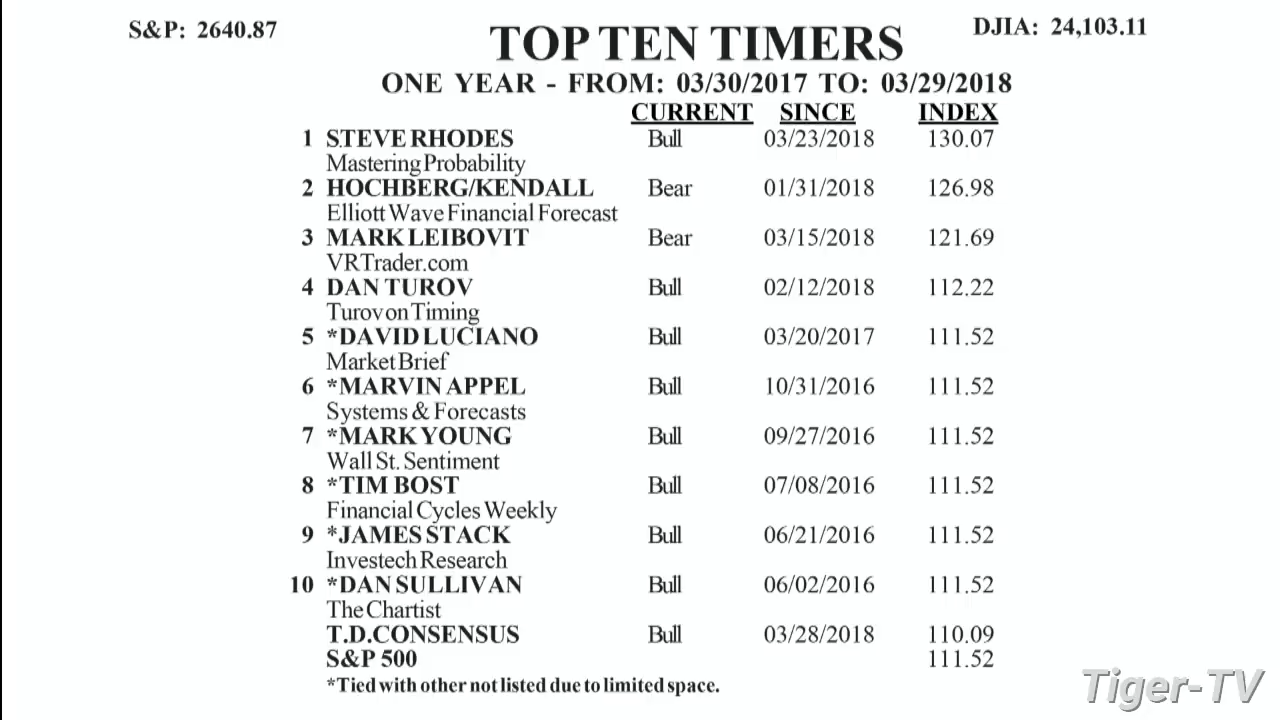 S&P: 2640.87
DJIA: 24,103.11
TOP TEN TIMERS
ONE YEAR - FROM: 03/30/2017 TO: 03/29/2018
CURRENT SINCE INDEX
1 STEVE RHODES Bull 03/23/2018 130.07
Mastering Probability
2 HOCHBERG/KENDALL Bear 01/31/2018 126.98
Elliott Wave Financial Forecast
3 MARK LEIBOVIT Bear 03/15/2018 121.69
VRTrader.com
4 DAN TUROV Bull 02/12/2018 112.22
Turov on Timing
5 *DAVID LUCIANO Bull 03/20/2017 111.52
Market Brief
6 *MARVIN APPEL Bull 10/31/2016 111.52
Systems & Forecasts
7 *MARK YOUNG Bull 09/27/2016 111.52
Wall St. Sentiment
8 *TIM BOST Bull 07/08/2016 111.52
Financial Cycles Weekly
9 *JAMES STACK Bull 06/21/2016 111.52
Investech Research
10 *DAN SULLIVAN Bull 06/02/2016 111.52
The Chartist
T.D.CONSENSUS Bull 03/28/2018 110.09
S&P 500 111.52
*Tied with other not listed due to limited space.
Tiger-TV